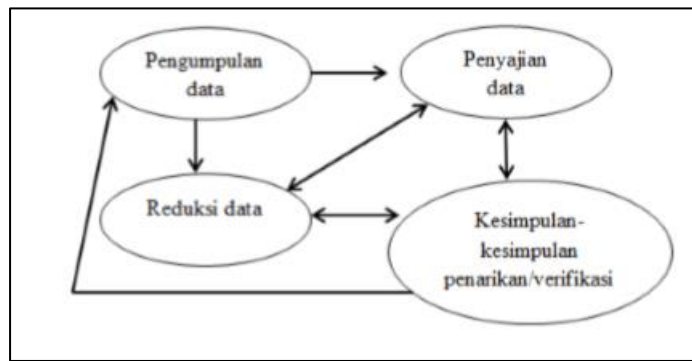 Pengumpulan
data
Penyajian
data
Reduksi data
Kesimpulan-
kesimpulan
penarikan/verifikasi